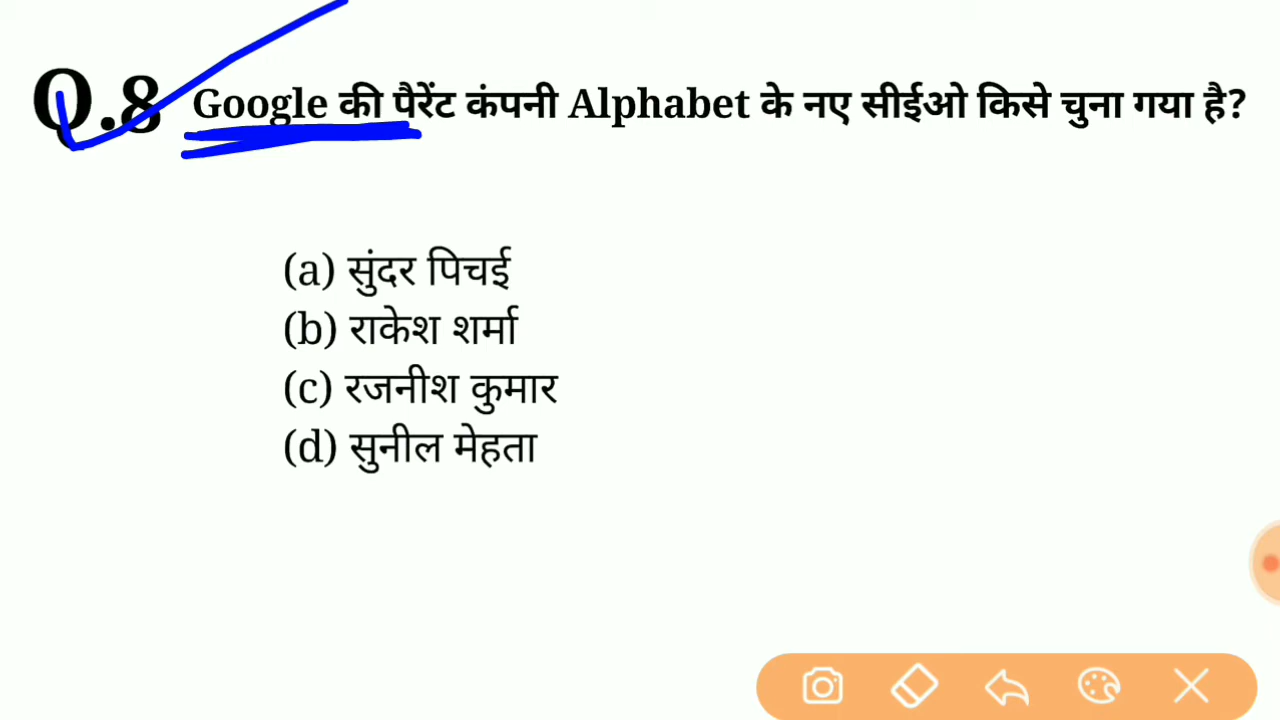 Q.8 Google की पैरेंट कंपनी Alphabet के नए सीईओ किसे चुना गया है?
(a) सुंदर पिचई
(b) राकेश शर्मा
(c) रजनीश कुमार
(d) सुनील मेहता